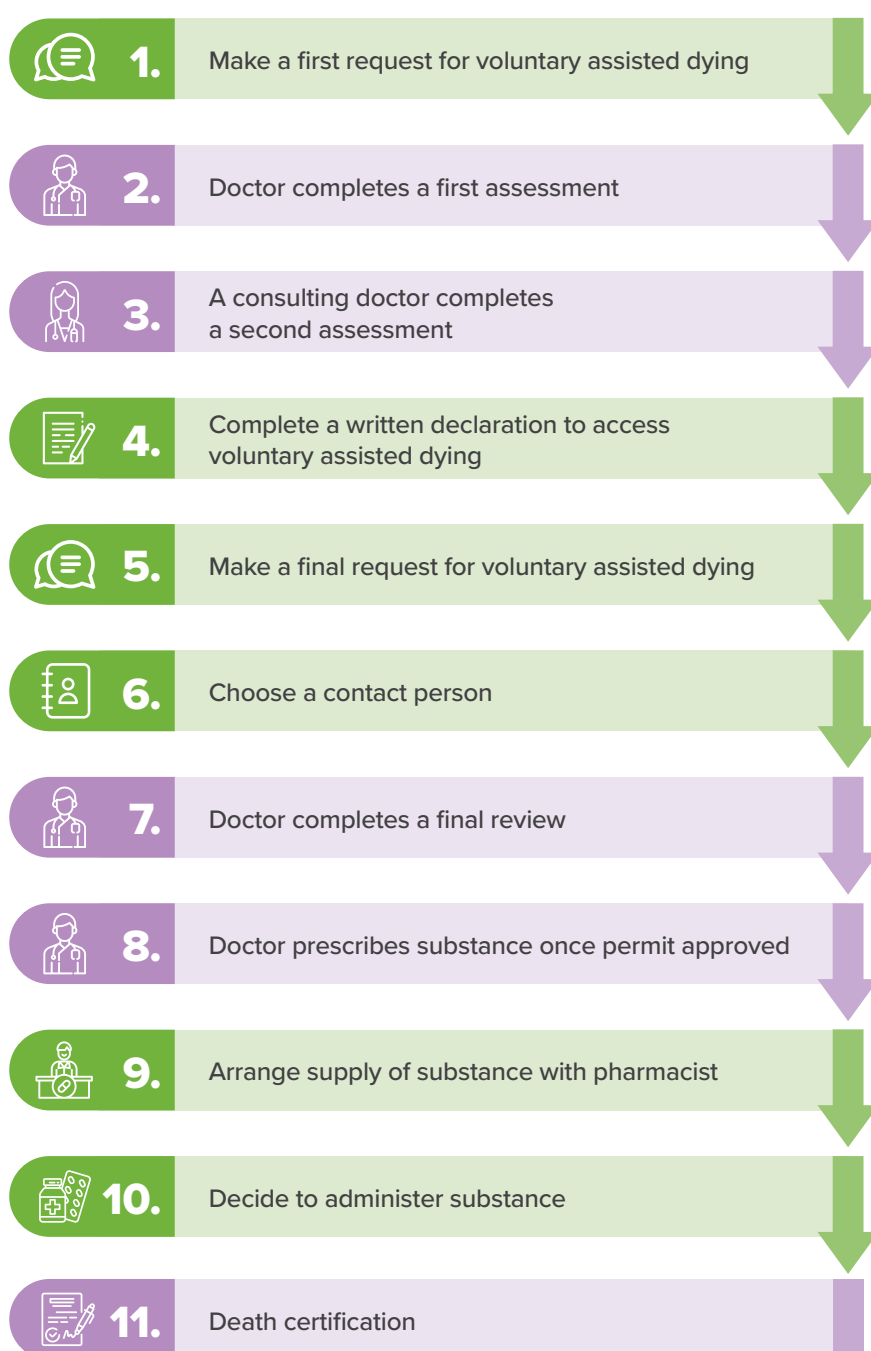 1. Make a first request for voluntary assisted dying
2. Doctor completes a first assessment
3. A consulting doctor completes
a second assessment
4. Complete a written declaration to access
voluntary assisted dying
5. Make a final request for voluntary assisted dying
6. Choose a contact person
7. Doctor completes a final review
8. Doctor prescribes substance once permit approved
9. Arrange supply of substance with pharmacist
10. Decide to administer substance
11. Death certification